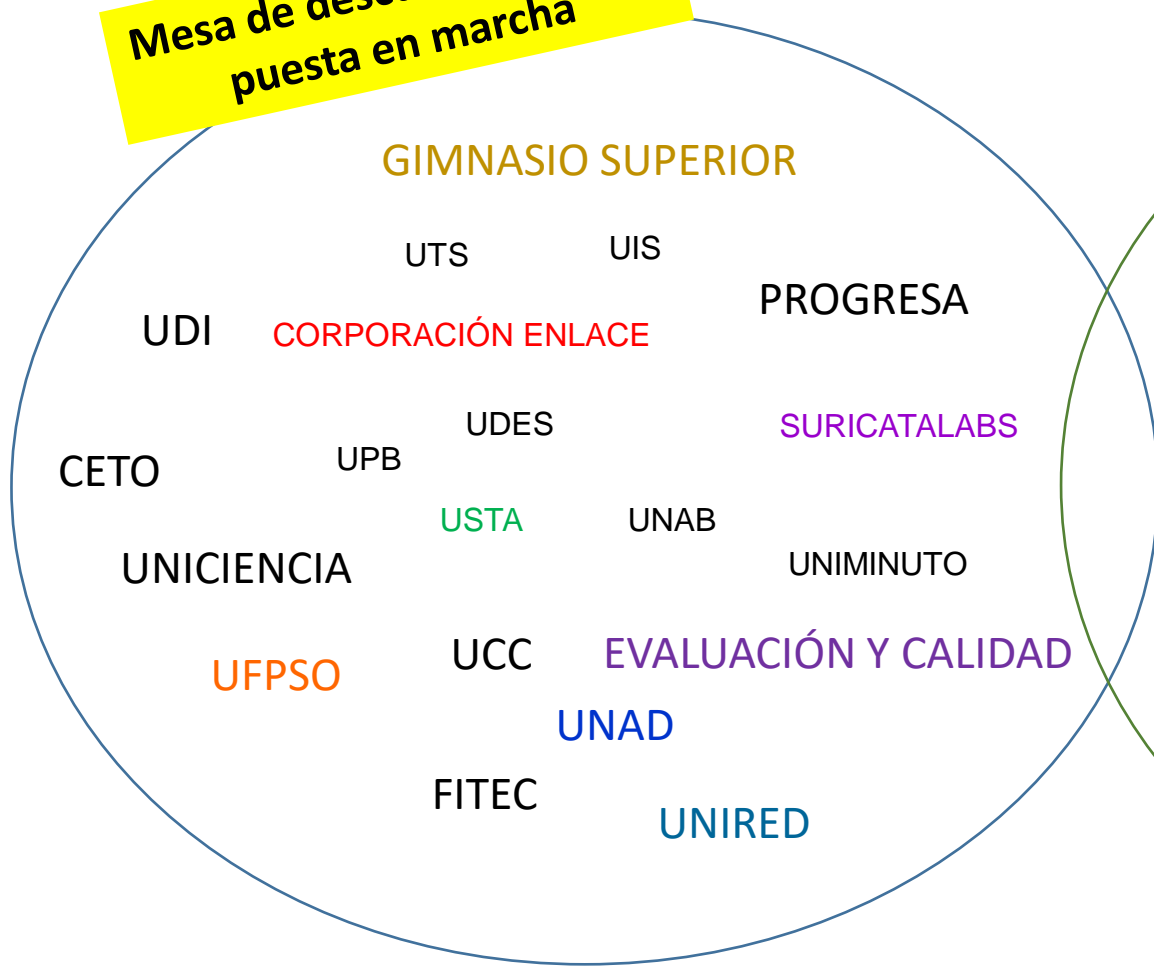 Mesa de
puesta en marcha
GIMNASIO SUPERIOR
UTS UIS
PROGRESA
UDI CORPORACIÓN ENLACE
UDES SURICATALABS
CETO UPB
USTA UNAB
UNICIENCIA UNIMINUTO
UFPSO UCC EVALUACIÓN Y CALIDAD
UNAD
FITEC
UNIRED